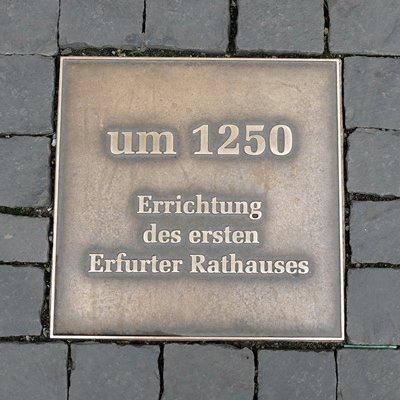 um 1250
Errichtung
des ersten
Erfurter Rathauses